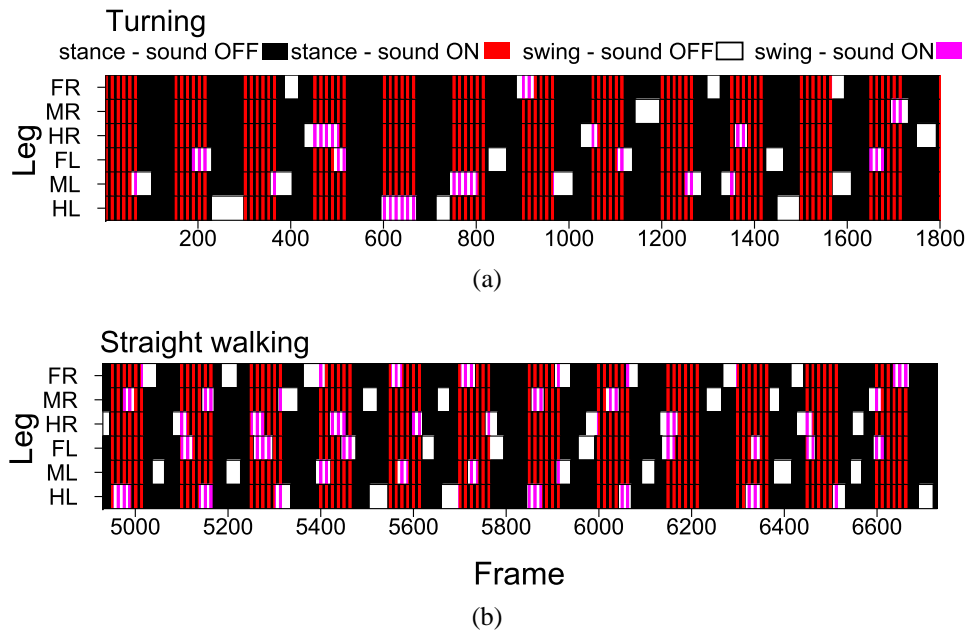 Turning
stance - sound OFF stance - sound ON swing - sound OFF swing - sound ON
FR
MR
HR
FL
ML
HL
Leg
200 400 600 800 1000 1200 1400 1600 1800
(a)
Straight walking
FR
MR
HR
FL
ML
HL
Leg
5000 5200 5400 5600 5800 6000 6200 6400 6600
Frame
(b)